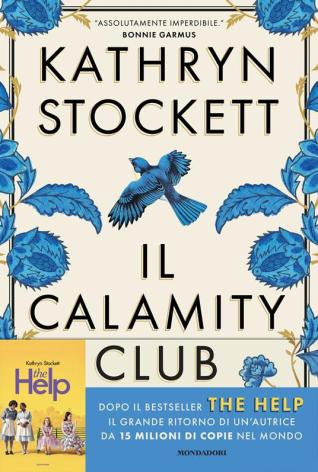 "ASSOLUTAMENTE IMPERDIBILE."
BONNIE GARMUS
KATHRYN
STOCKETT
IL
CALAMITY
CLUB
Kathryn Stockett
the
Help
DOPO IL BESTSELLER THE HELP
IL GRANDE RITORNO DI UN'AUTRICE
DA 15 MILIONI DI COPIE NEL MONDO
MONDADORI